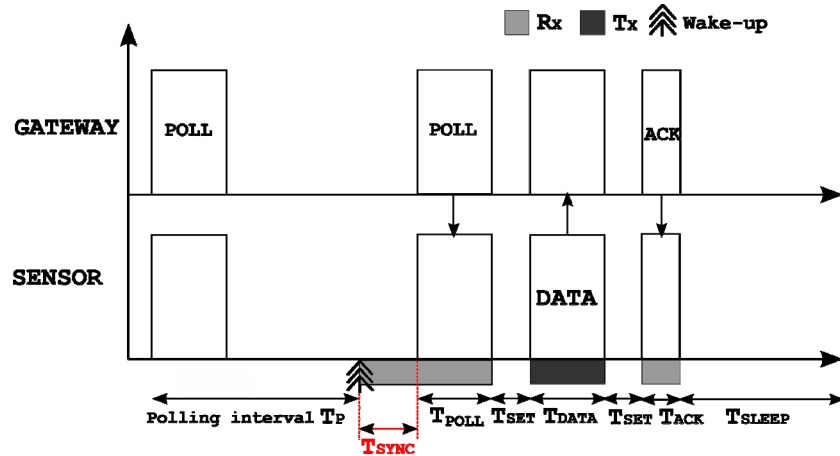 Rx Tx Wake-up
GATEWAY POLL POLL ACK
SENSOR DATA
Polling interval TP TPOLL TSET TDATA TSET TACK TSLEEP
TSYNC